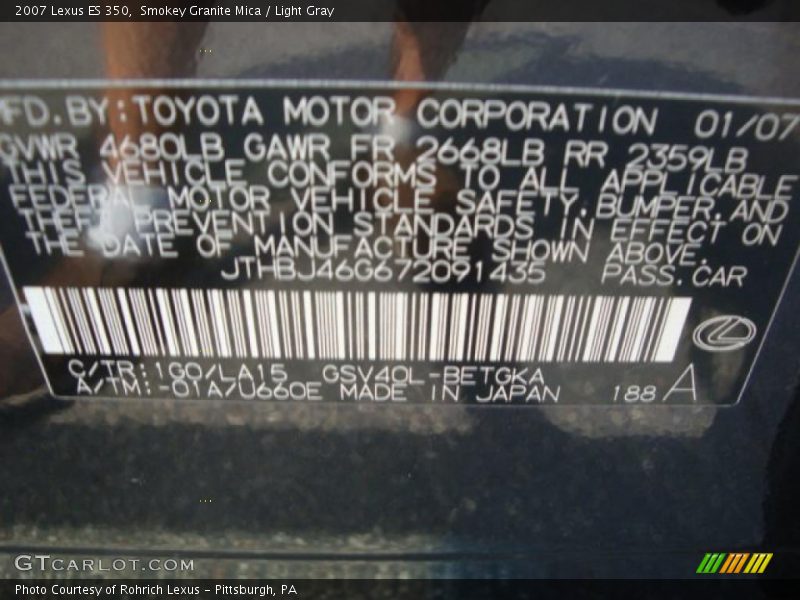 2007 Lexus ES 350, Smokey Granite Mica / Light Gray
MFD.BY:TOYOTA MOTOR CORPORATION 01/07
GVWR 4680LB GAWR FR 2668LB RR 2359LB
THIS VEHICLE CONFORMS TO ALL APPLICABLE
FEDERAL MOTOR VEHICLE SAFETY,BUMPER,AND
THEFT PREVENTION STANDARDS IN EFFECT ON
THE DATE OF MANUFACTURE SHOWN ABOVE.
JTHBJ46G672091435 PASS.CAR
C/TR:1G0/LA15 GSV40L-BETGKA
A/TM:-01A/U660E MADE IN JAPAN 188 A
GTCARLOT.COM
Photo Courtesy of Rohrich Lexus - Pittsburgh, PA